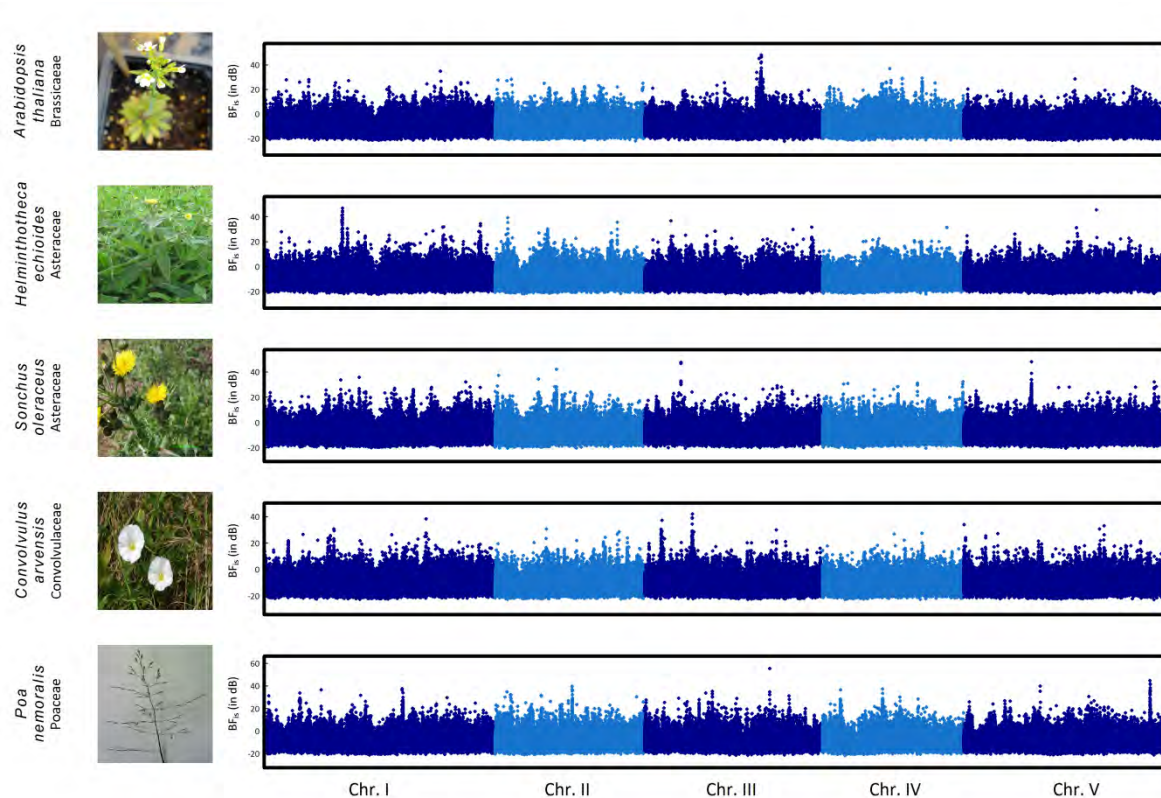 Arabidopsis
thaliana
Brassicaceae
BFis (in dB)
40
20
0
-20
Helminthotheca
echioides
Asteraceae
BFis (in dB)
40
20
0
-20
Sonchus
oleraceus
Asteraceae
BFis (in dB)
40
20
0
-20
Convolvulus
arvensis
Convolvulaceae
BFis (in dB)
40
20
0
-20
Poa
nemoralis
Poaceae
BFis (in dB)
60
40
20
0
-20
Chr. I Chr. II Chr. III Chr. IV Chr. V